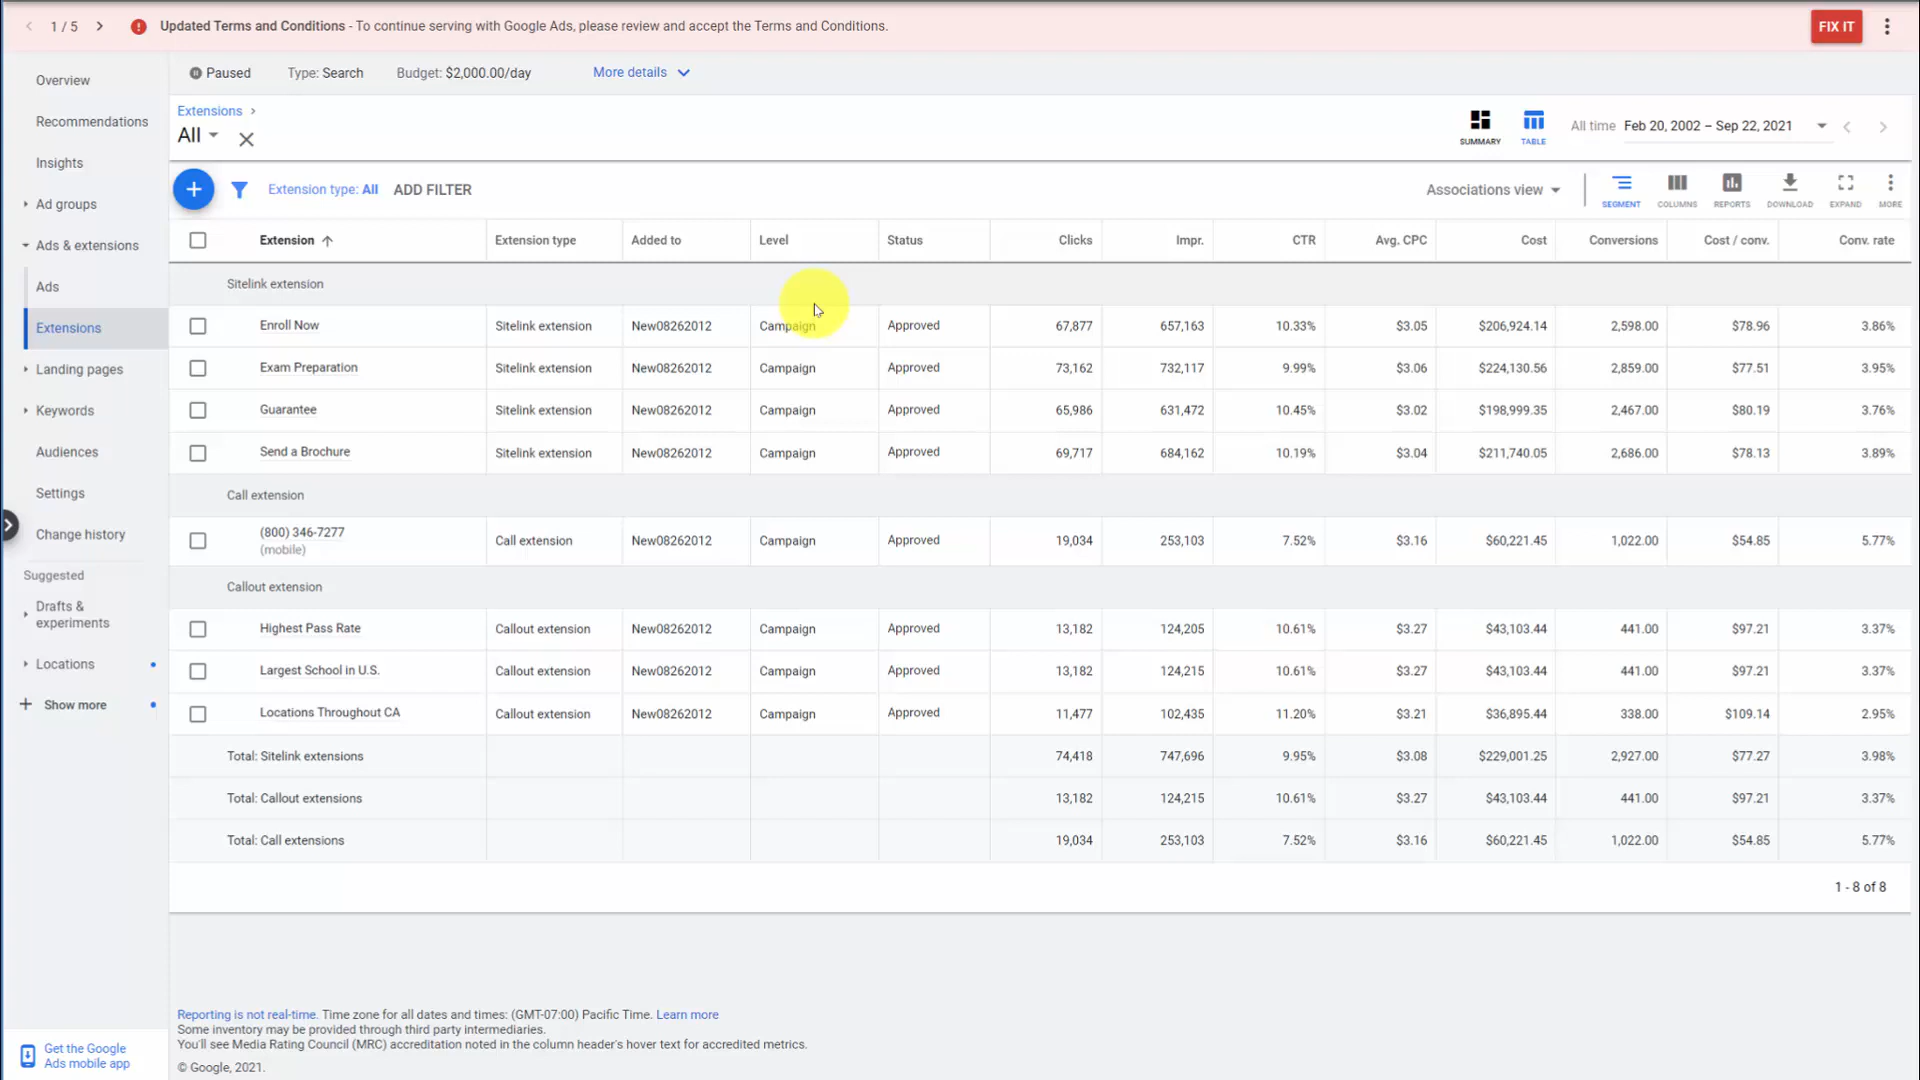 1 / 5 Updated Terms and Conditions - To continue serving with Google Ads, please review and accept the Terms and Conditions. FIX IT
Paused Type: Search Budget: $2,000.00/day More details
Overview
Recommendations
Insights
Ad groups
Ads & extensions
Ads
Extensions
Landing pages
Keywords
Audiences
Settings
Change history
Suggested
Drafts &
experiments
Locations
Show more
Get the Google
Ads mobile app
Extensions
All
SUMMARY TABLE All time Feb 20, 2002 – Sep 22, 2021
Extension type: All ADD FILTER Associations view SEGMENT COLUMNS REPORTS DOWNLOAD EXPAND MORE
Extension Extension type Added to Level Status Clicks Impr. CTR Avg. CPC Cost Conversions Cost / conv. Conv. rate
Sitelink extension
Enroll Now Sitelink extension New08262012 Campaign Approved 67,877 657,163 10.33% $3.05 $206,924.14 2,598.00 $78.96 3.86%
Exam Preparation Sitelink extension New08262012 Campaign Approved 73,162 732,117 9.99% $3.06 $224,130.56 2,859.00 $77.51 3.95%
Guarantee Sitelink extension New08262012 Campaign Approved 65,986 631,472 10.45% $3.02 $198,999.35 2,467.00 $80.19 3.76%
Send a Brochure Sitelink extension New08262012 Campaign Approved 69,717 684,162 10.19% $3.04 $211,740.05 2,686.00 $78.13 3.89%
Call extension
(800) 346-7277
(mobile)
Call extension New08262012 Campaign Approved 19,034 253,103 7.52% $3.16 $60,221.45 1,022.00 $54.85 5.77%
Callout extension
Highest Pass Rate Callout extension New08262012 Campaign Approved 13,182 124,205 10.61% $3.27 $43,103.44 441.00 $97.21 3.37%
Largest School in U.S. Callout extension New08262012 Campaign Approved 13,182 124,215 10.61% $3.27 $43,103.44 441.00 $97.21 3.37%
Locations Throughout CA Callout extension New08262012 Campaign Approved 11,477 102,435 11.20% $3.21 $36,895.44 338.00 $109.14 2.95%
Total: Sitelink extensions 74,418 747,696 9.95% $3.08 $229,001.25 2,927.00 $77.27 3.98%
Total: Callout extensions 13,182 124,215 10.61% $3.27 $43,103.44 441.00 $97.21 3.37%
Total: Call extensions 19,034 253,103 7.52% $3.16 $60,221.45 1,022.00 $54.85 5.77%
1 - 8 of 8
Reporting is not real-time. Time zone for all dates and times: (GMT-07:00) Pacific Time. Learn more
Some inventory may be provided through third party intermediaries.
You'll see Media Rating Council (MRC) accreditation noted in the column header's hover text for accredited metrics.
© Google, 2021.